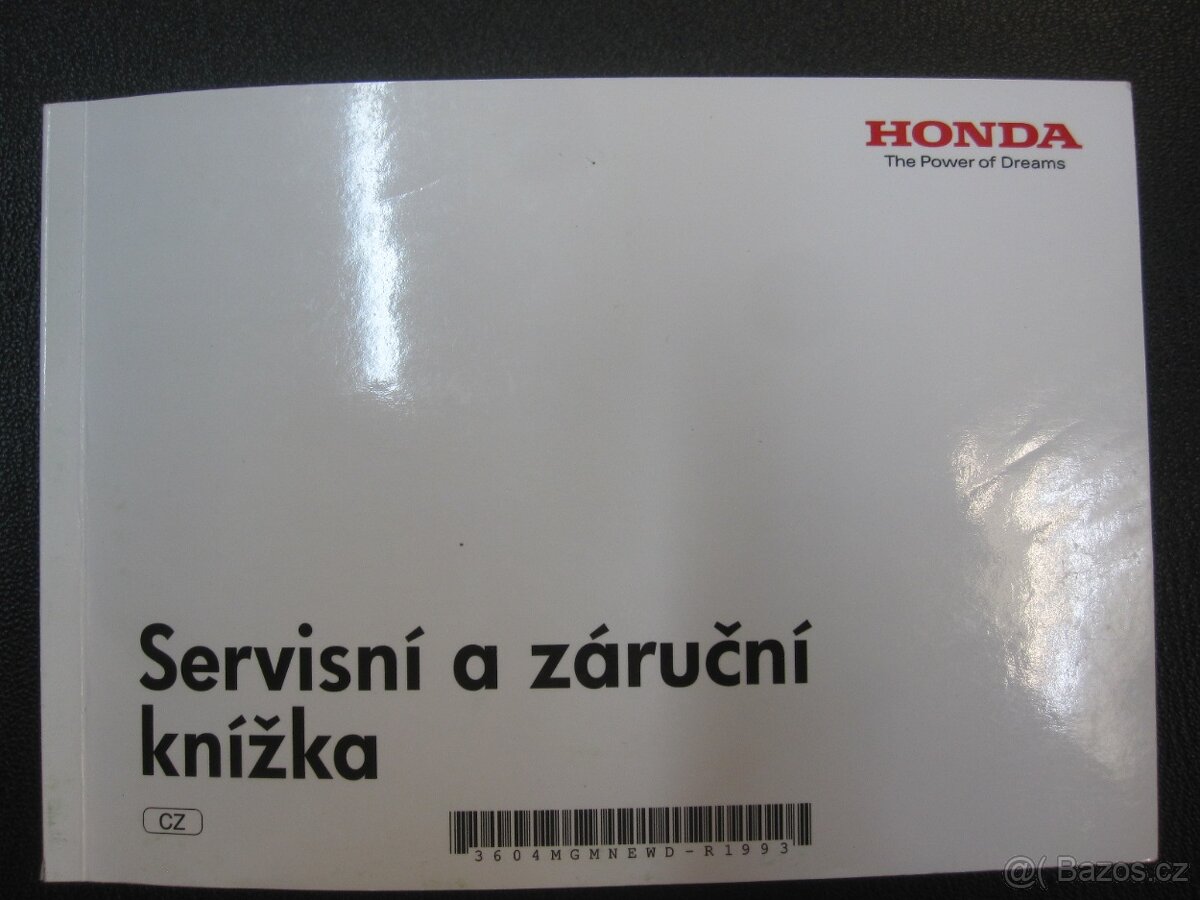 HONDA
The Power of Dreams
Servisní a záruční
knížka
CZ
3604MGMNEWD-R1993
@( Bazos.cz